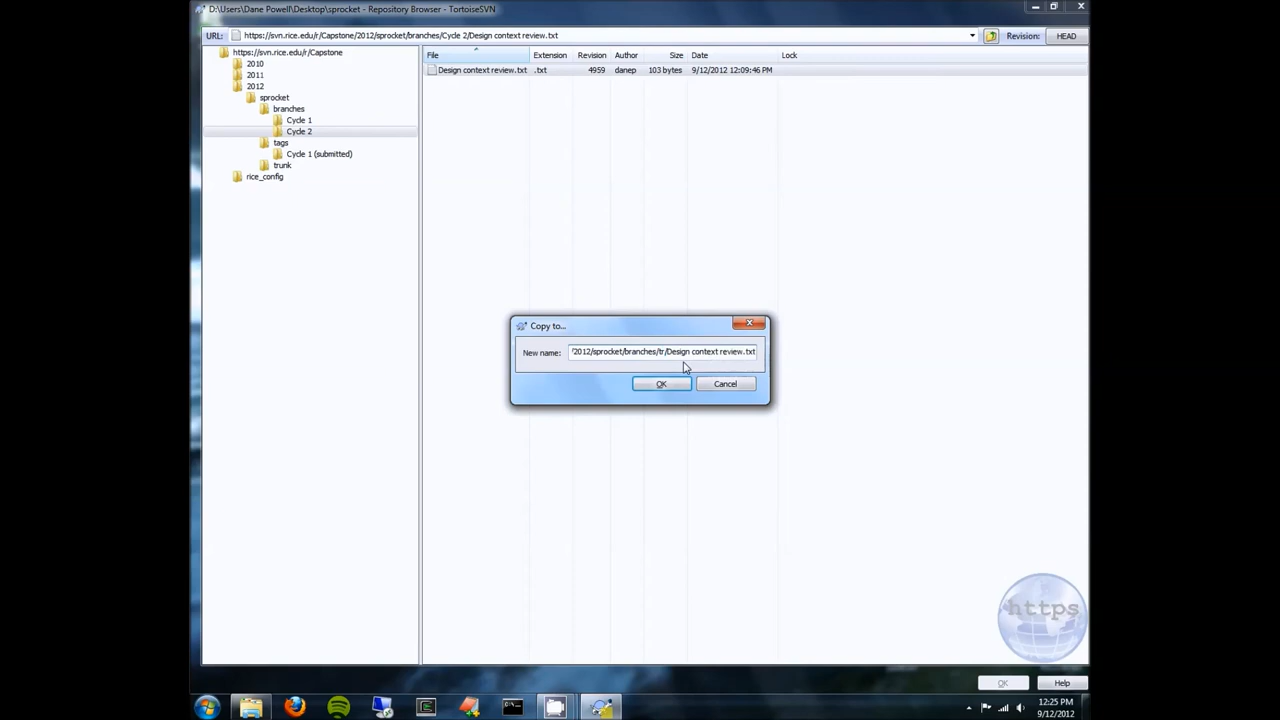 D:\Users\Dane Powell\Desktop\sprocket - Repository Browser - TortoiseSVN
URL: https://svn.rice.edu/r/Capstone/2012/sprocket/branches/Cycle 2/Design context review.txt Revision: HEAD
https://svn.rice.edu/r/Capstone
2010
2011
2012
sprocket
branches
Cycle 1
Cycle 2
tags
Cycle 1 (submitted)
trunk
rice_config
File Extension Revision Author Size Date Lock
Design context review.txt .txt 4959 danep 103 bytes 9/12/2012 12:09:46 PM
Copy to...
New name: /2012/sprocket/branches/tr/Design context review.txt
OK Cancel
https
OK Help
12:25 PM
9/12/2012